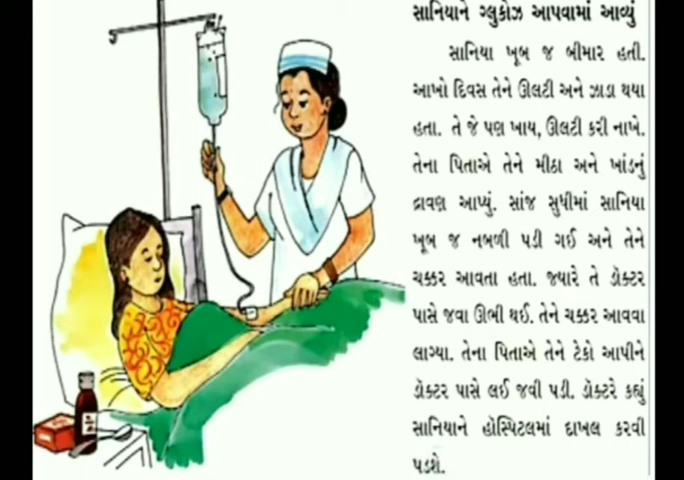 સાનિયાને ગ્લુકોઝ આપવામાં આવ્યું
સાનિયા ખૂબ જ બીમાર હતી.
આખો દિવસ તેને ઊલટી અને ઝાડા થયા
હતા. તે જે પણ ખાય, ઊલટી કરી નાખે.
તેના પિતાએ તેને મીઠા અને ખાંડનું
દ્રાવણ આપ્યું. સાંજ સુધીમાં સાનિયા
ખૂબ જ નબળી પડી ગઈ અને તેને
ચક્કર આવતા હતા. જ્યારે તે ડૉક્ટર
પાસે જવા ઊભી થઈ. તેને ચક્કર આવવા
લાગ્યા. તેના પિતાએ તેને ટેકો આપીને
ડૉક્ટર પાસે લઈ જવી પડી. ડૉક્ટરે કહ્યું
સાનિયાને હૉસ્પિટલમાં દાખલ કરવી
પડશે.